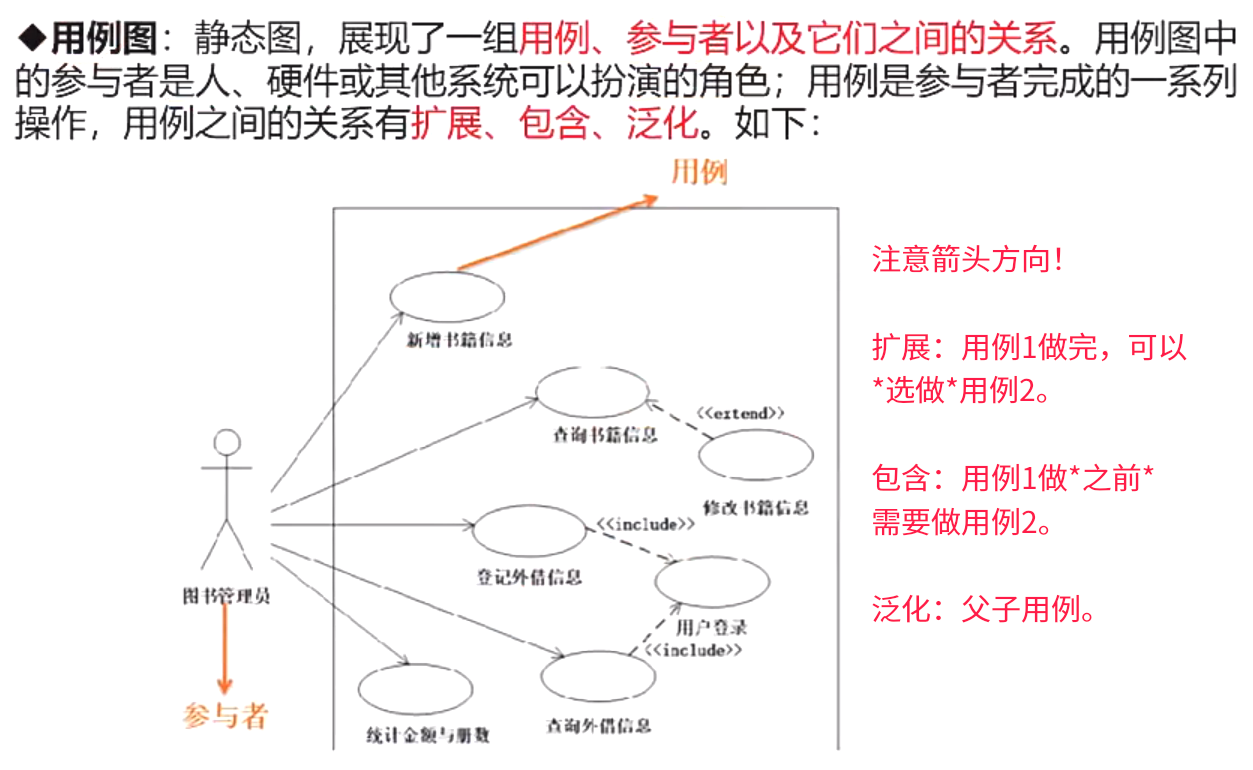 ◆用例图：静态图，展现了一组用例、参与者以及它们之间的关系。用例图中
的参与者是人、硬件或其他系统可以扮演的角色；用例是参与者完成的一系列
操作，用例之间的关系有扩展、包含、泛化。如下：
用例
注意箭头方向！
新增书籍信息
扩展：用例1做完，可以
*选做*用例2。
<<extend>>
查询书籍信息
包含：用例1做*之前*
需要做用例2。
修改书籍信息
<<include>>
登记外借信息
图书管理员
泛化：父子用例。
用户登录
<<include>>
参与者
查询外借信息
统计金额与册数